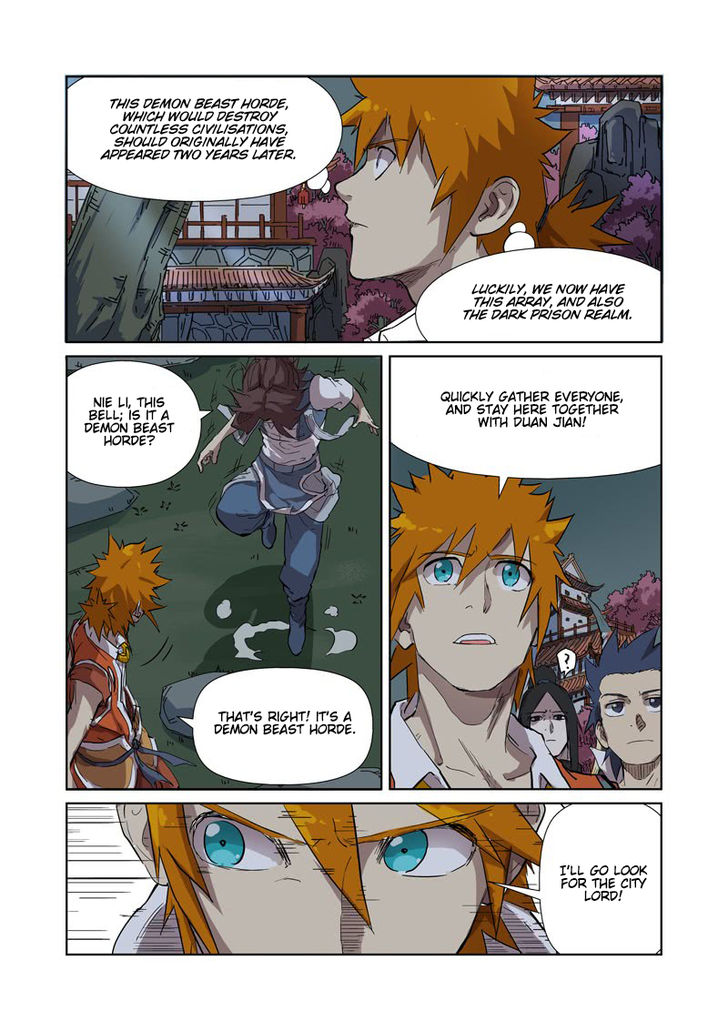 THIS DEMON BEAST HORDE,
WHICH WOULD DESTROY
COUNTLESS CIVILISATIONS,
SHOULD ORIGINALLY HAVE
APPEARED TWO YEARS LATER.
LUCKILY, WE NOW HAVE
THIS ARRAY, AND ALSO
THE DARK PRISON REALM.
NIE LI, THIS
BELL; IS IT A
DEMON BEAST
HORDE?
THAT'S RIGHT! IT'S A
DEMON BEAST HORDE.
QUICKLY GATHER EVERYONE,
AND STAY HERE TOGETHER
WITH DUAN JIAN!
?
I'LL GO LOOK
FOR THE CITY
LORD!